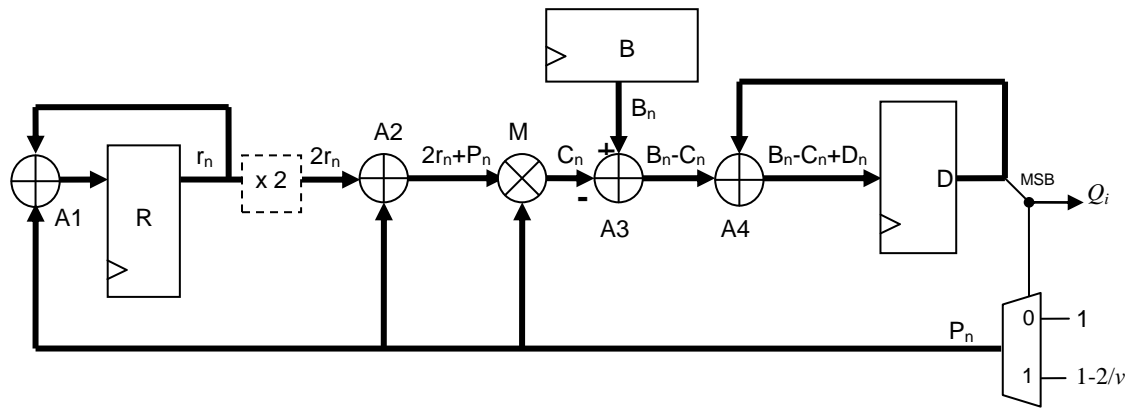 B
B_n
A1
R
r_n
x 2
2r_n
A2
2r_n+P_n
M
C_n
+
-
A3
B_n-C_n
A4
B_n-C_n+D_n
D
MSB
Q_i
P_n
0
1
1
1-2/v